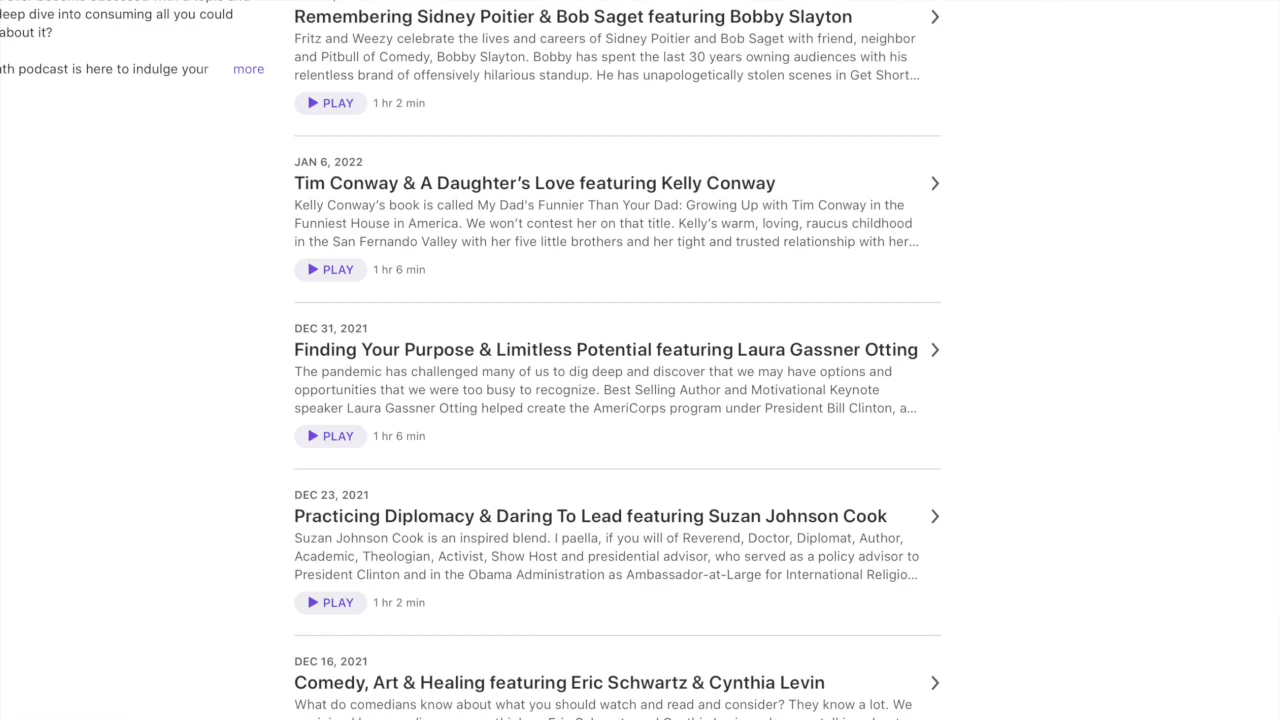 deep dive into consuming all you could
about it?
ath podcast is here to indulge your more
Remembering Sidney Poitier & Bob Saget featuring Bobby Slayton
Fritz and Weezy celebrate the lives and careers of Sidney Poitier and Bob Saget with friend, neighbor
and Pitbull of Comedy, Bobby Slayton. Bobby has spent the last 30 years owning audiences with his
relentless brand of offensively hilarious standup. He has unapologetically stolen scenes in Get Short...
PLAY 1 hr 2 min
JAN 6, 2022
Tim Conway & A Daughter’s Love featuring Kelly Conway
Kelly Conway’s book is called My Dad's Funnier Than Your Dad: Growing Up with Tim Conway in the
Funniest House in America. We won’t contest her on that title. Kelly’s warm, loving, raucus childhood
in the San Fernando Valley with her five little brothers and her tight and trusted relationship with her...
PLAY 1 hr 6 min
DEC 31, 2021
Finding Your Purpose & Limitless Potential featuring Laura Gassner Otting
The pandemic has challenged many of us to dig deep and discover that we may have options and
opportunities that we were too busy to recognize. Best Selling Author and Motivational Keynote
speaker Laura Gassner Otting helped create the AmeriCorps program under President Bill Clinton, a...
PLAY 1 hr 6 min
DEC 23, 2021
Practicing Diplomacy & Daring To Lead featuring Suzan Johnson Cook
Suzan Johnson Cook is an inspired blend. I paella, if you will of Reverend, Doctor, Diplomat, Author,
Academic, Theologian, Activist, Show Host and presidential advisor, who served as a policy advisor to
President Clinton and in the Obama Administration as Ambassador-at-Large for International Religio...
PLAY 1 hr 2 min
DEC 16, 2021
Comedy, Art & Healing featuring Eric Schwartz & Cynthia Levin
What do comedians know about what you should watch and read and consider? They know a lot. We